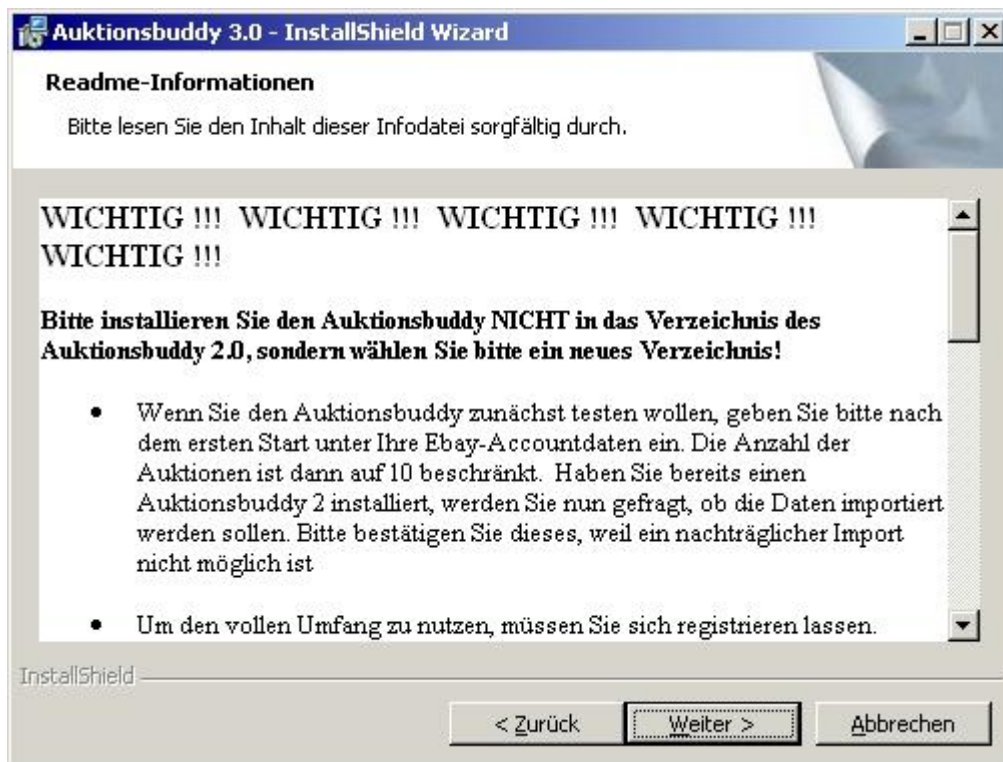 Auktionsbuddy 3.0 - InstallShield Wizard
Readme-Informationen
Bitte lesen Sie den Inhalt dieser Infodatei sorgfältig durch.
WICHTIG !!!  WICHTIG !!!  WICHTIG !!!  WICHTIG !!!
WICHTIG !!!
Bitte installieren Sie den Auktionsbuddy NICHT in das Verzeichnis des
Auktionsbuddy 2.0, sondern wählen Sie bitte ein neues Verzeichnis!
• Wenn Sie den Auktionsbuddy zunächst testen wollen, geben Sie bitte nach
dem ersten Start unter Ihre Ebay-Accountdaten ein. Die Anzahl der
Auktionen ist dann auf 10 beschränkt.  Haben Sie bereits einen
Auktionsbuddy 2 installiert, werden Sie nun gefragt, ob die Daten importiert
werden sollen. Bitte bestätigen Sie dieses, weil ein nachträglicher Import
nicht möglich ist
• Um den vollen Umfang zu nutzen, müssen Sie sich registrieren lassen.
InstallShield
< Zurück
Weiter >
Abbrechen